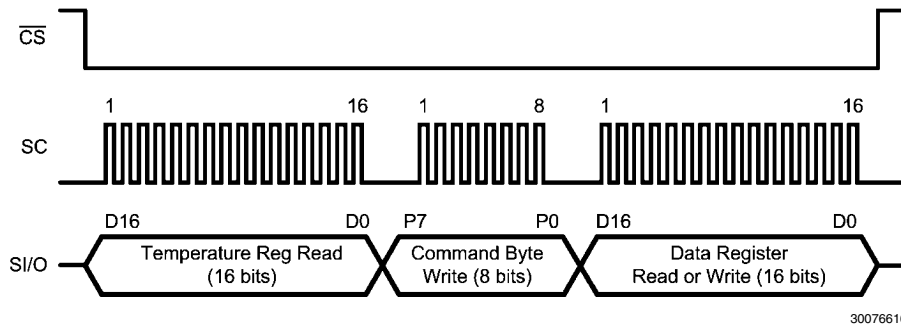 CS
1 16 1 8 1 16
SC
D16 D0 P7 P0 D16 D0
SI/O
Temperature Reg Read
(16 bits)
Command Byte
Write (8 bits)
Data Register
Read or Write (16 bits)
30076610